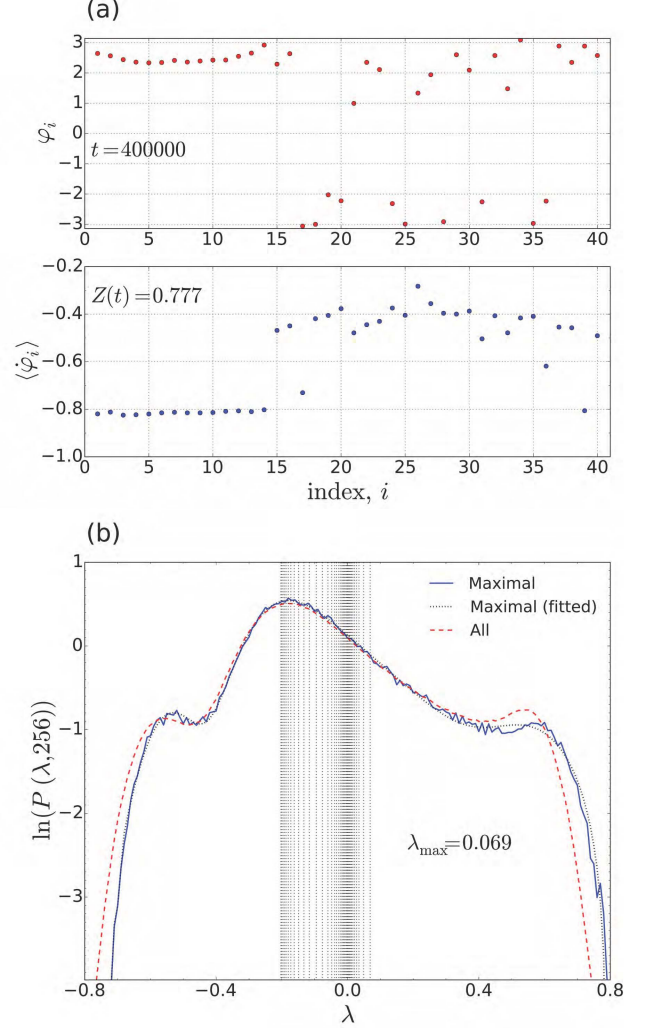 (a)
3
2
1
0
−1
−2
−3
φ_i
t=400000
0 5 10 15 20 25 30 35 40
−0.2
−0.4
−0.6
−0.8
−1.0
⟨φ̇_i⟩
Z(t)=0.777
0 5 10 15 20 25 30 35 40
index, i
(b)
1
0
−1
−2
−3
ln(P (λ,256))
Maximal
Maximal (fitted)
All
λ_max=0.069
−0.8 −0.4 0.0 0.4 0.8
λ